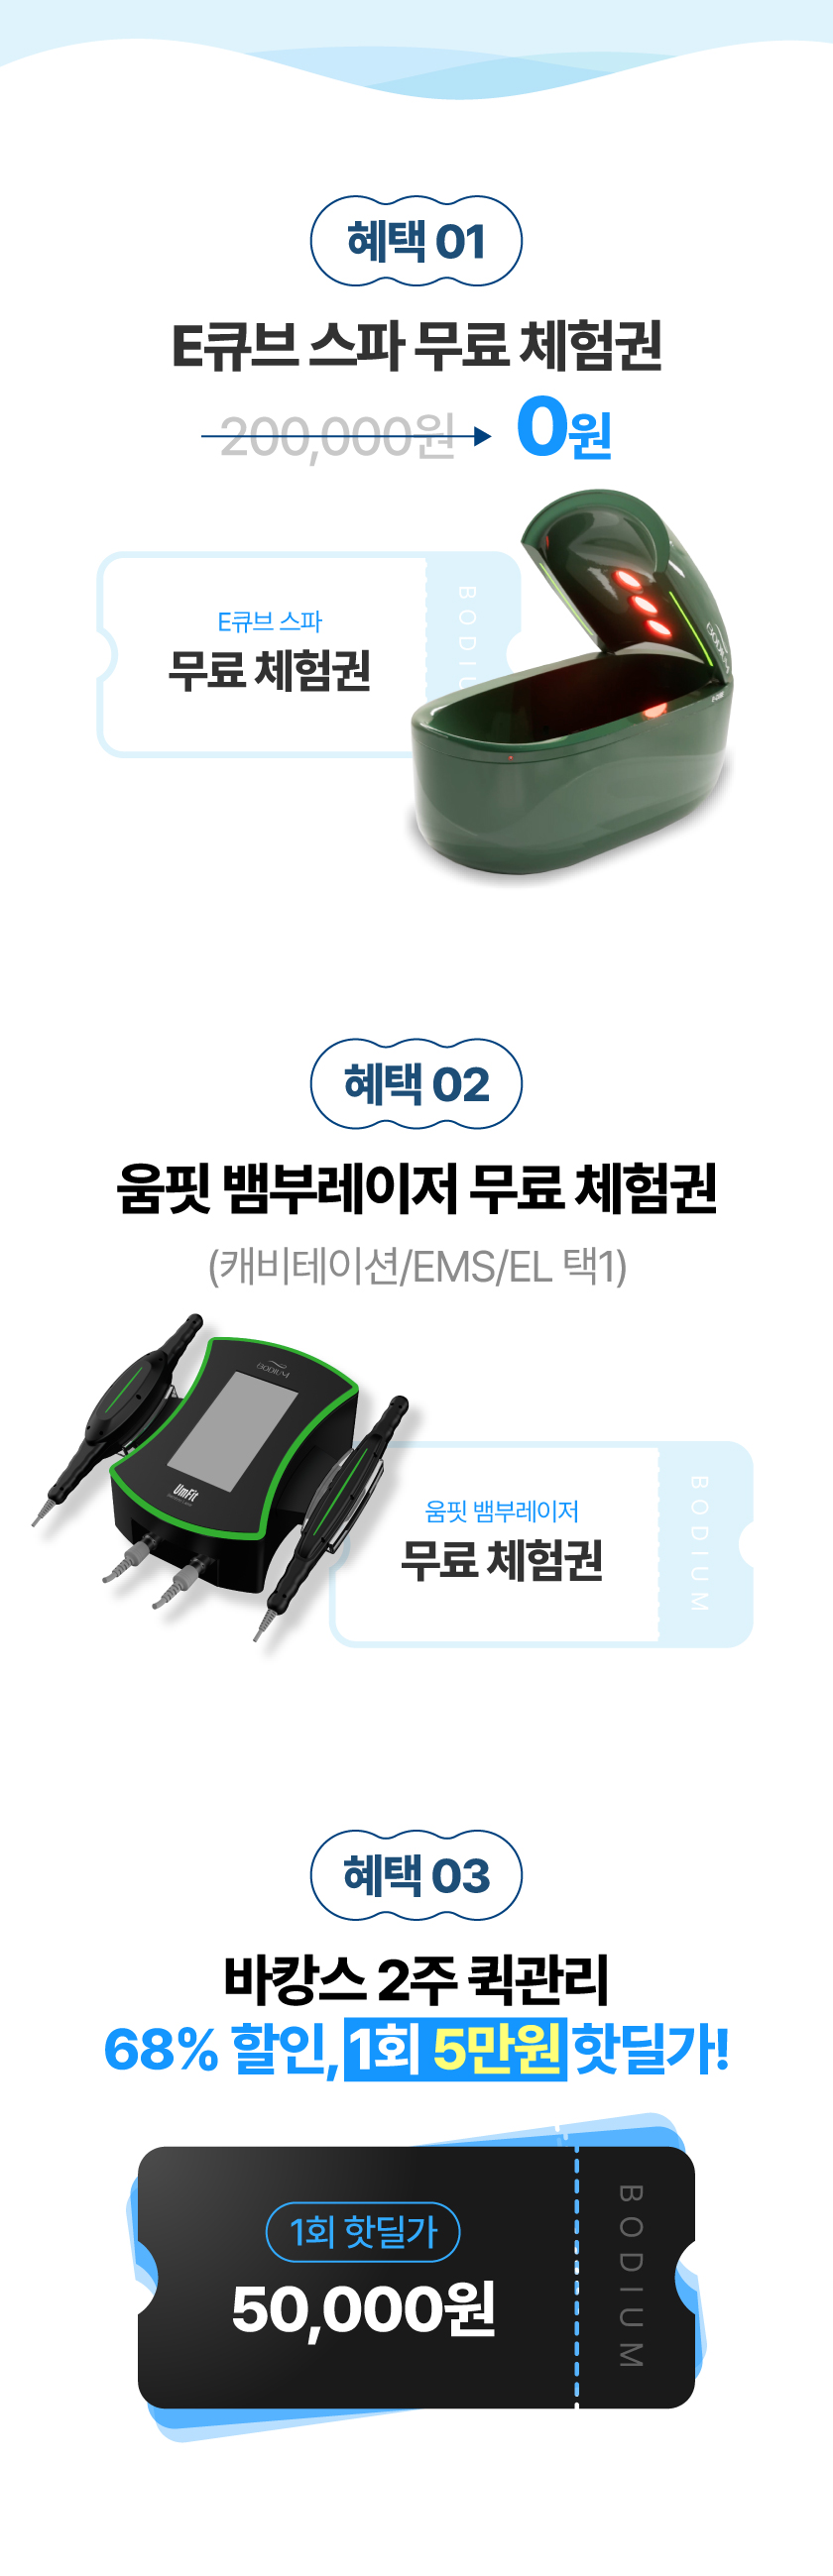 혜택 01
E큐브 스파 무료 체험권
200,000원 0원
E큐브 스파
무료 체험권
BODIU
BODIUM
혜택 02
움핏 뱀부레이저 무료 체험권
(캐비테이션/EMS/EL 택1)
BODIUM
UmFit
움핏 뱀부레이저
무료 체험권
BODIUM
혜택 03
바캉스 2주 퀵관리
68% 할인, 1회 5만원 핫딜가!
1회 핫딜가
50,000원
BODIUM